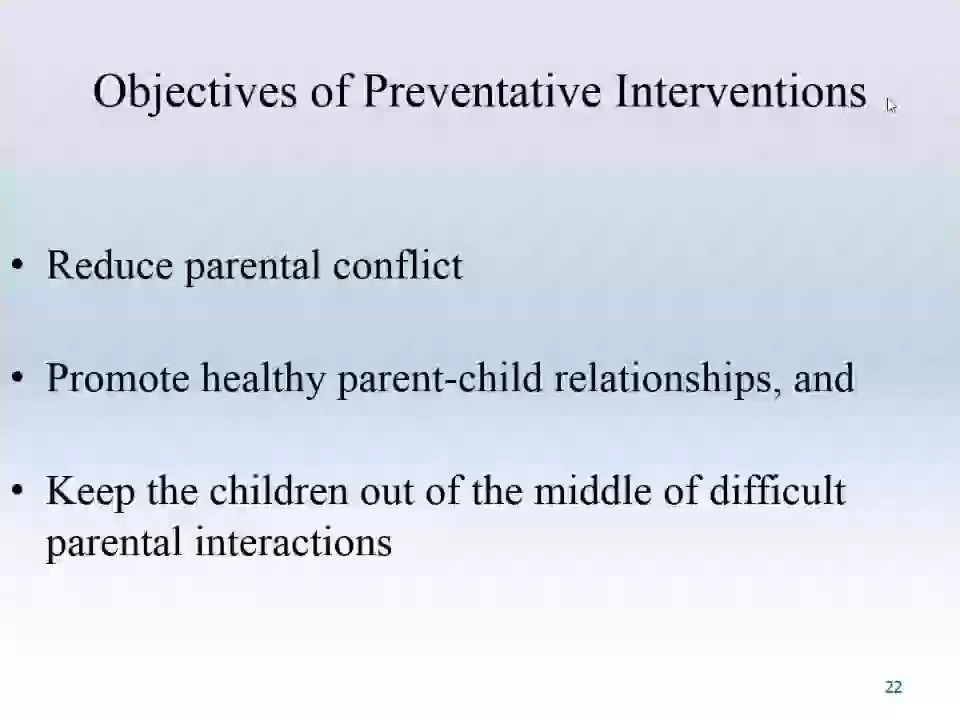 Objectives of Preventative Interventions
• Reduce parental conflict
• Promote healthy parent-child relationships, and
• Keep the children out of the middle of difficult
parental interactions
22